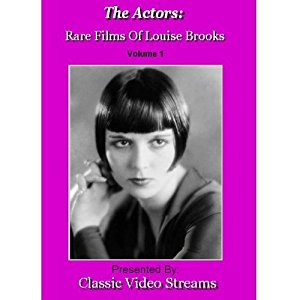 The Actors:
Rare Films Of Louise Brooks
Volume 1
Presented By:
Classic Video Streams